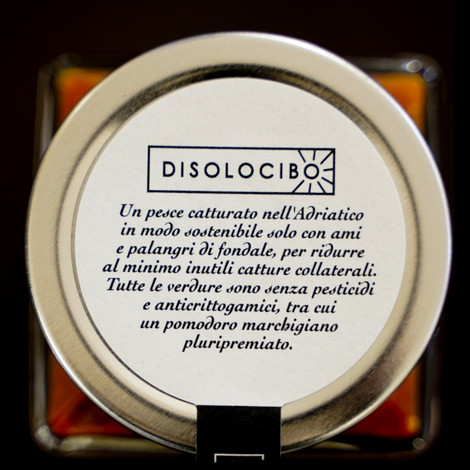 DISOLOCIBO
Un pesce catturato nell'Adriatico
in modo sostenibile solo con ami
e palangri di fondale, per ridurre
al minimo inutili catture collaterali.
Tutte le verdure sono senza pesticidi
e anticrittogamici, tra cui
un pomodoro marchigiano
pluripremiato.